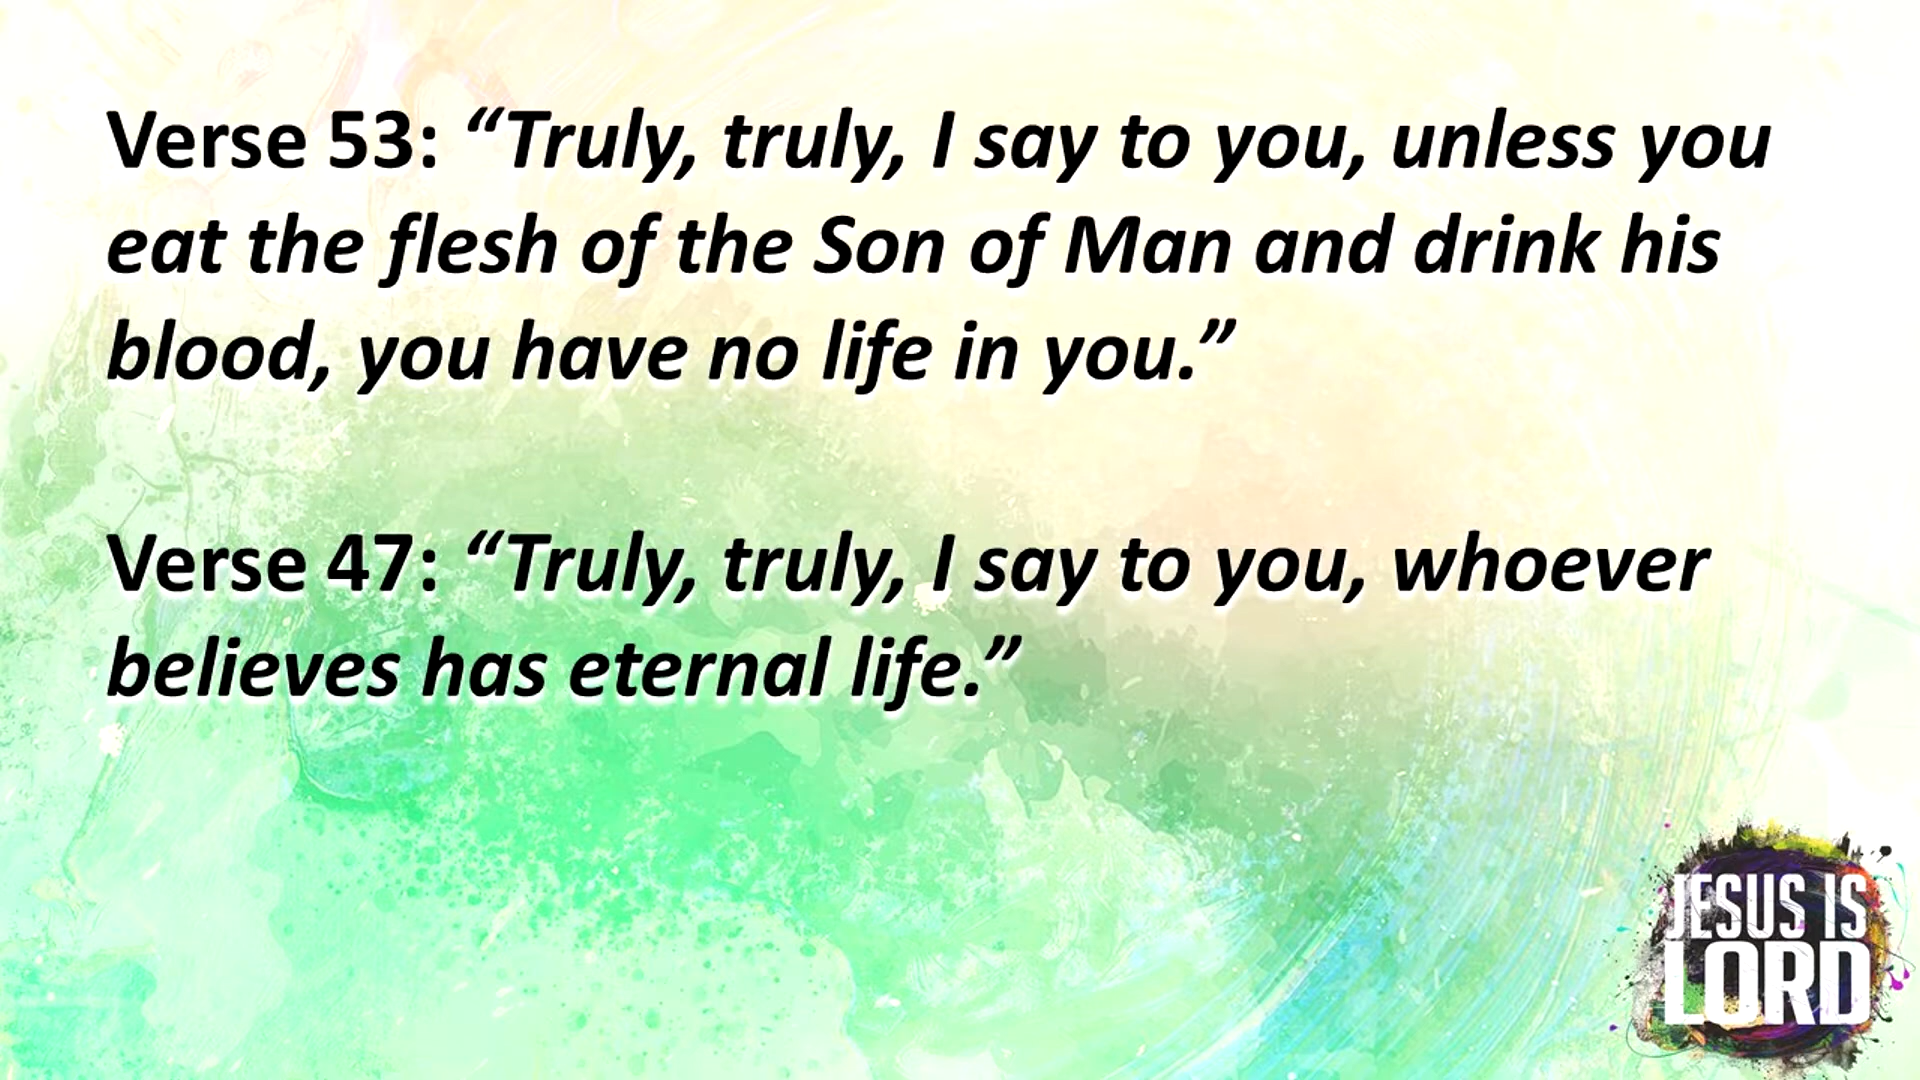 Verse 53: “Truly, truly, I say to you, unless you
eat the flesh of the Son of Man and drink his
blood, you have no life in you.”
Verse 47: “Truly, truly, I say to you, whoever
believes has eternal life.”
JESUS IS
LORD